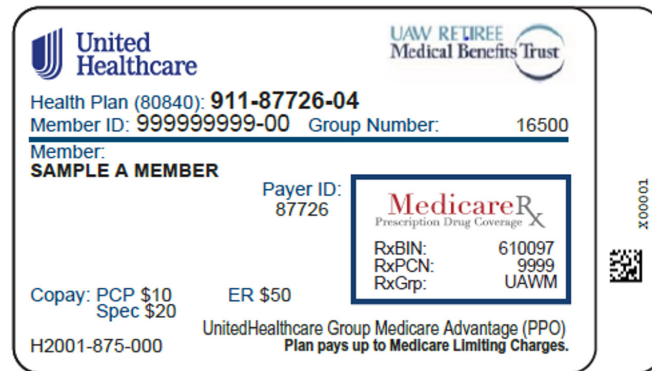 United
Healthcare
UAW RETIREE
Medical Benefits Trust
Health Plan (80840): 911-87726-04
Member ID: 999999999-00 Group Number: 16500
Member:
SAMPLE A MEMBER
Payer ID:
87726
MedicareRx
Prescription Drug Coverage
RxBIN: 610097
RxPCN: 9999
RxGrp: UAWM
Copay: PCP $10 ER $50
Spec $20
UnitedHealthcare Group Medicare Advantage (PPO)
H2001-875-000 Plan pays up to Medicare Limiting Charges.
X00001